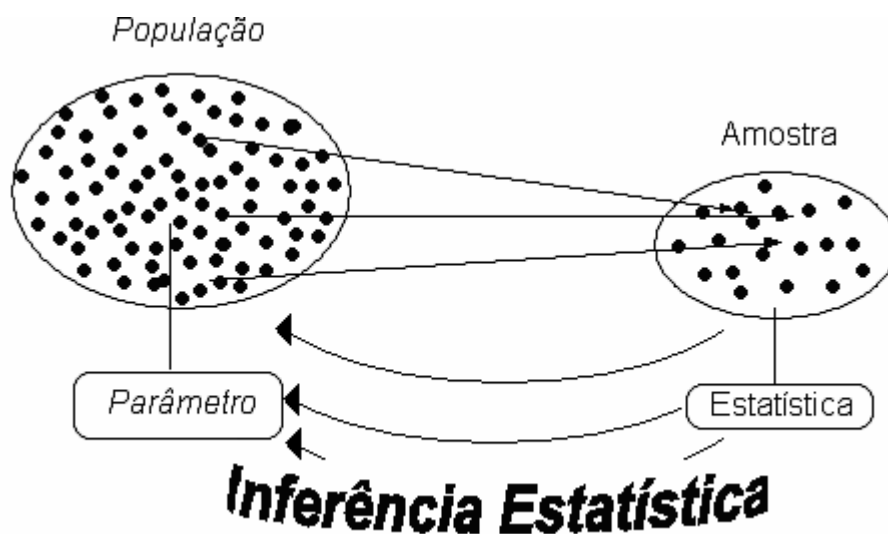 População
Amostra
Parâmetro
Estatística
Inferência Estatística